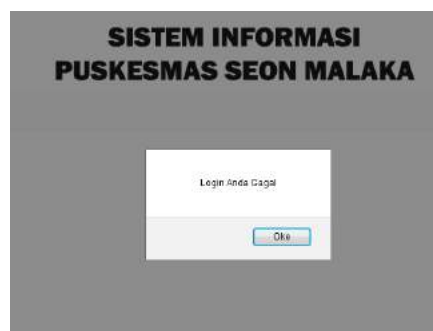 SISTEM INFORMASI
PUSKESMAS SEON MALAKA
Login Anda Gagal
Oke